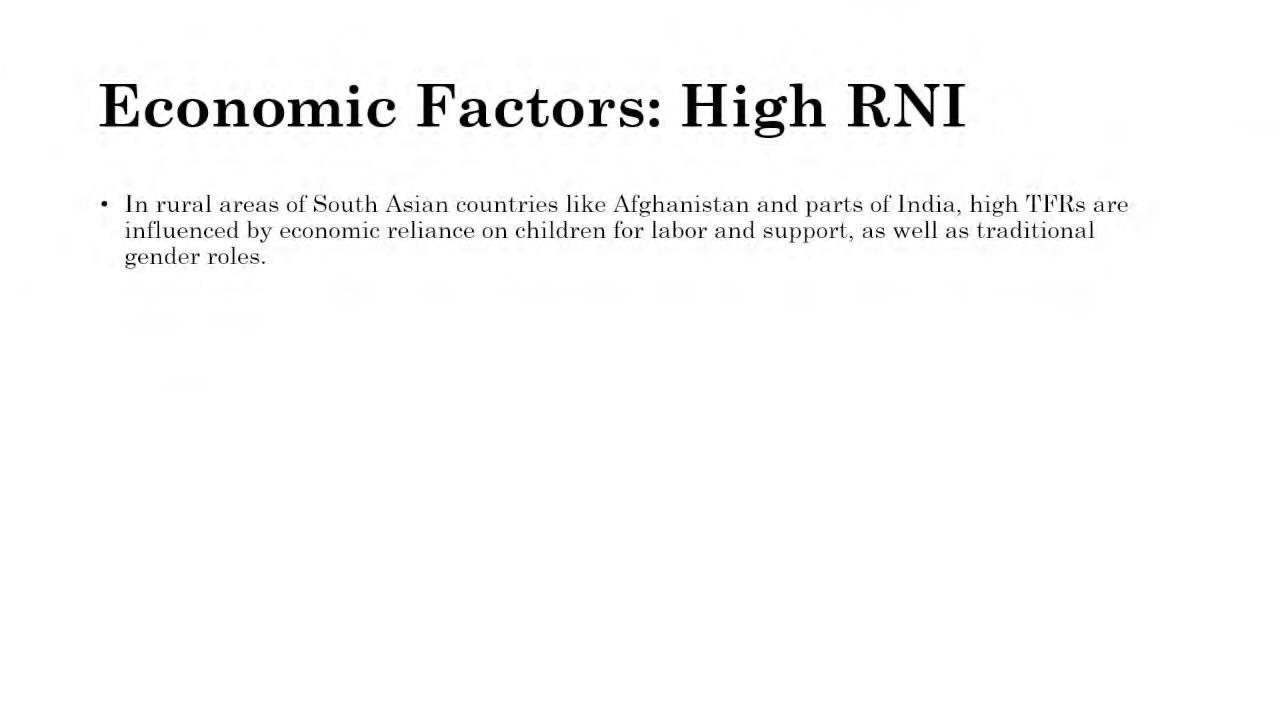 Economic Factors: High RNI
• In rural areas of South Asian countries like Afghanistan and parts of India, high TFRs are
influenced by economic reliance on children for labor and support, as well as traditional
gender roles.